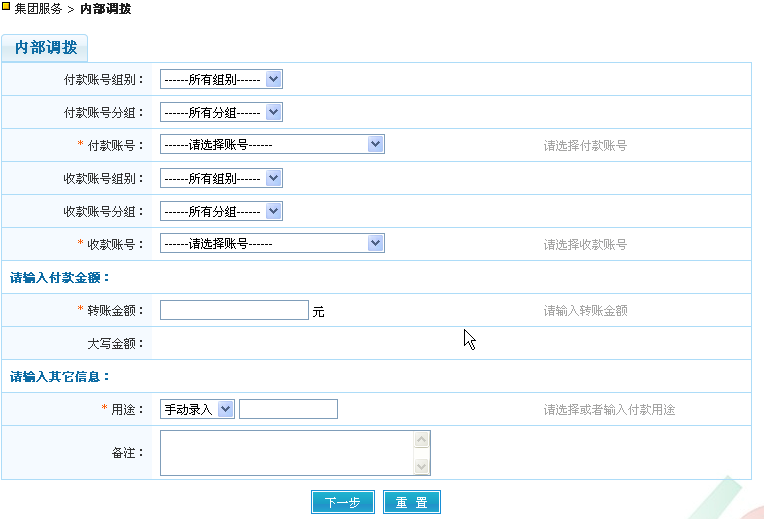 集团服务 > 内部调拨
内部调拨
付款账号组别： ------所有组别------
付款账号分组： ------所有分组------
* 付款账号： ------请选择账号------ 请选择付款账号
收款账号组别： ------所有组别------
收款账号分组： ------所有分组------
* 收款账号： ------请选择账号------ 请选择收款账号
请输入付款金额：
* 转账金额： 元 请输入转账金额
大写金额：
请输入其它信息：
* 用途： 手动录入 请选择或者输入付款用途
备注：
下一步 重 置